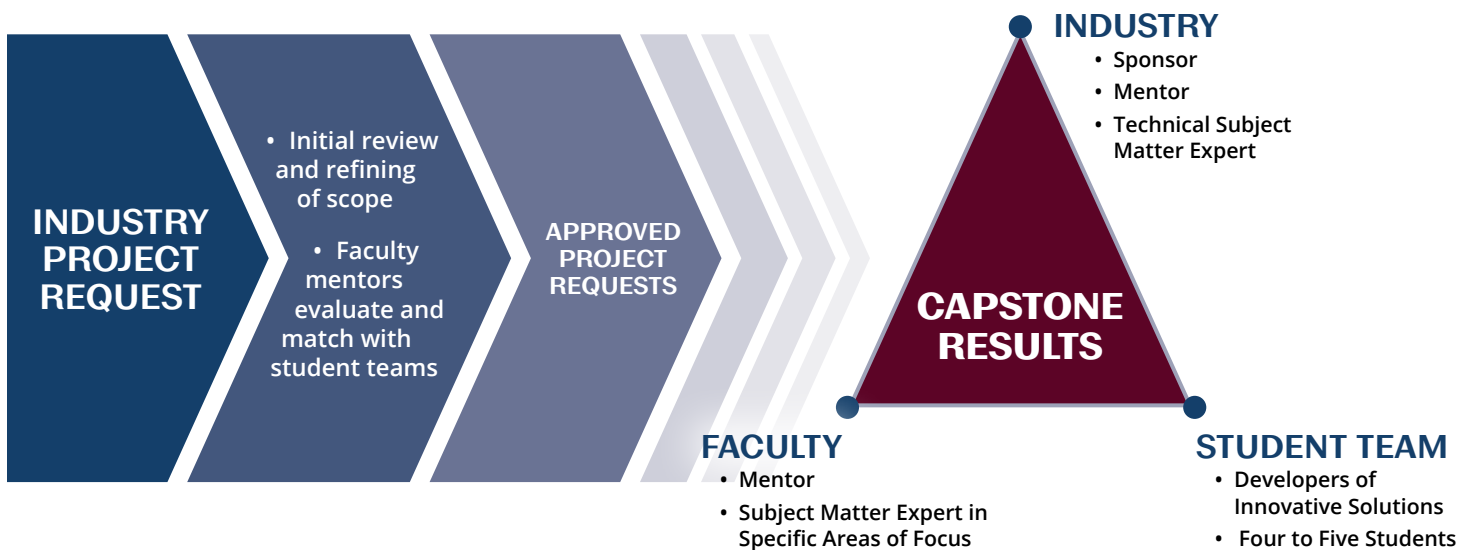 INDUSTRY
PROJECT
REQUEST
• Initial review
and refining
of scope
• Faculty
mentors
evaluate and
match with
student teams
APPROVED
PROJECT
REQUESTS
INDUSTRY
• Sponsor
• Mentor
• Technical Subject
Matter Expert
CAPSTONE
RESULTS
FACULTY
• Mentor
• Subject Matter Expert in
Specific Areas of Focus
STUDENT TEAM
• Developers of
Innovative Solutions
• Four to Five Students